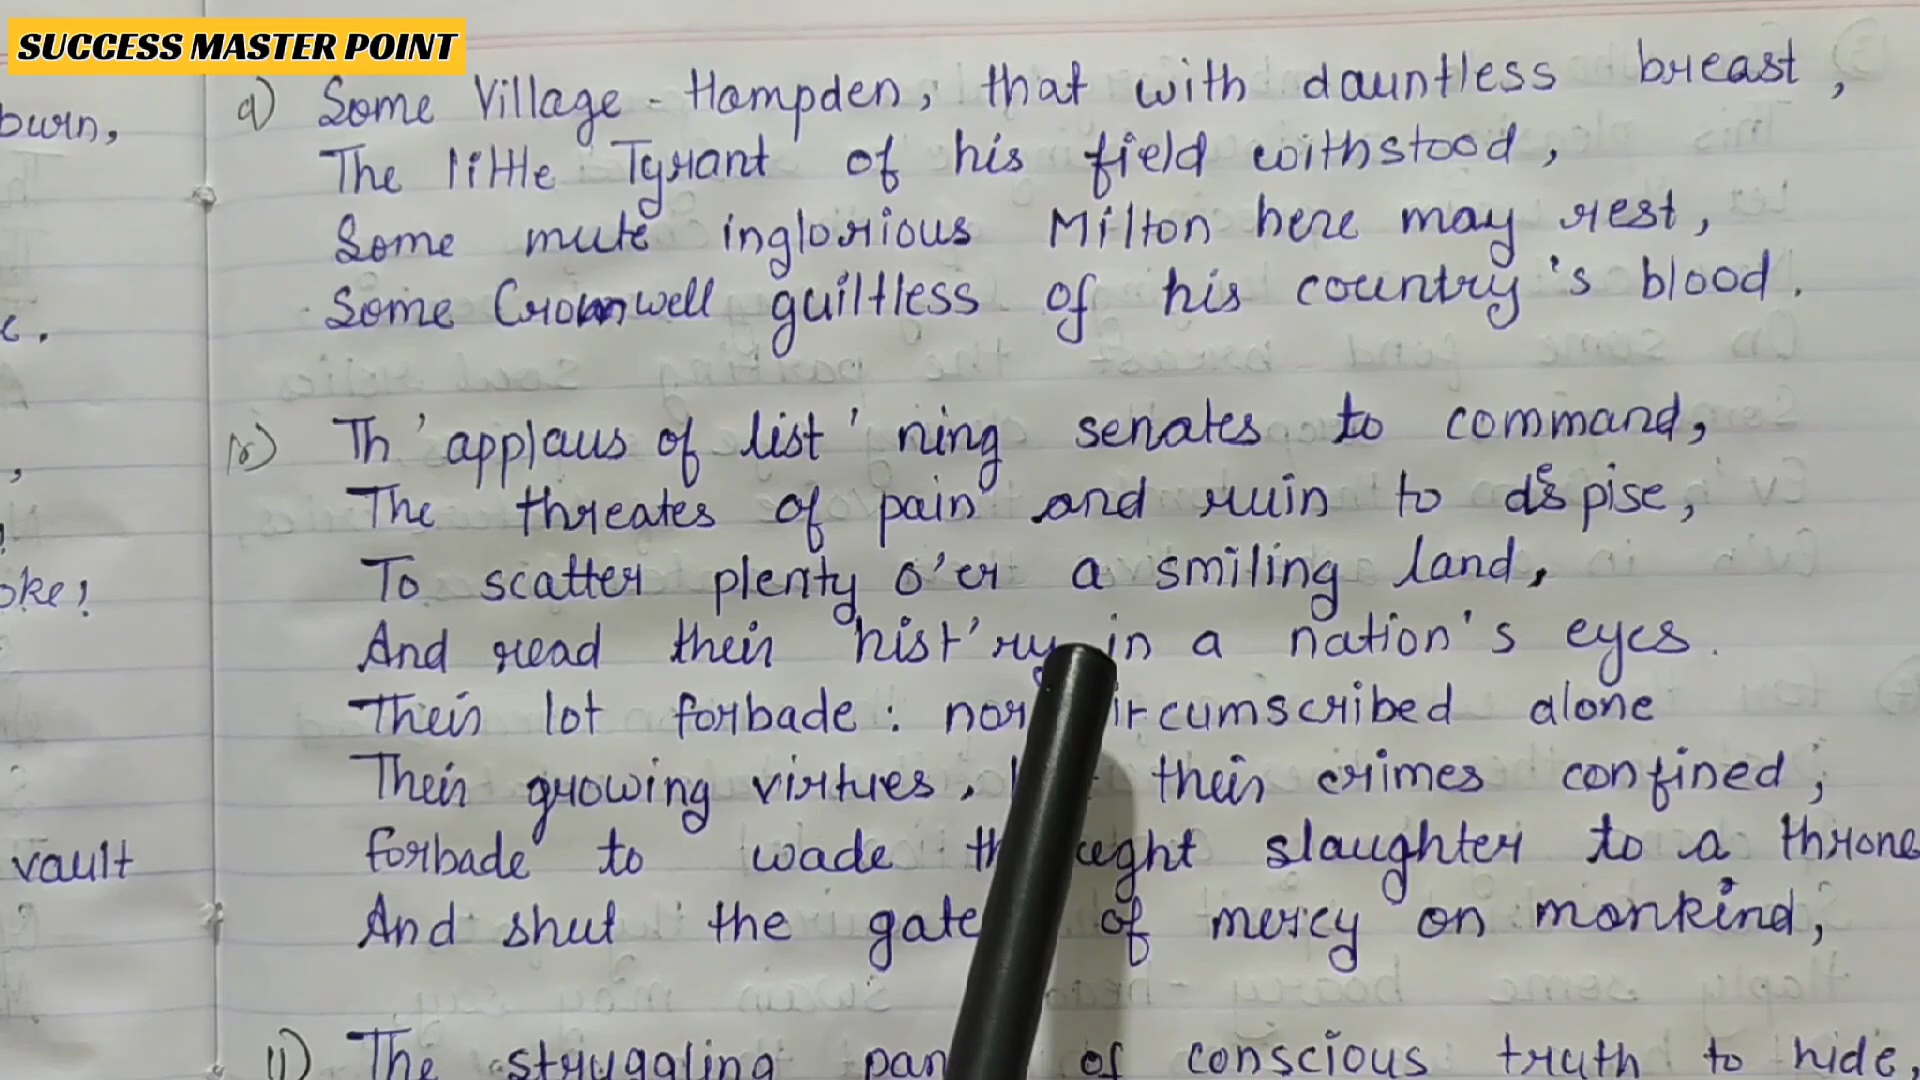 SUCCESS MASTER POINT
burn,
e.
,
!
oke!
vault
9) Some Village - Hampden, that with dauntless breast,
The little Tyrant of his field withstood,
Some mute inglorious Milton here may rest,
Some Cromwell guiltless of his country's blood.
Th'applaus of list'ning senates to command,
The threates of pain and ruin to despise,
To scatter plenty o'er a smiling land,
And read their hist'ry in a nation's eyes.
Their lot forbade : nor circumscribed alone
Their growing virtues, their crimes confined;
forbade to wade slaughter to a throne
And shut the gate of mercy on mankind,
11) The struggling of conscious truth to hide,